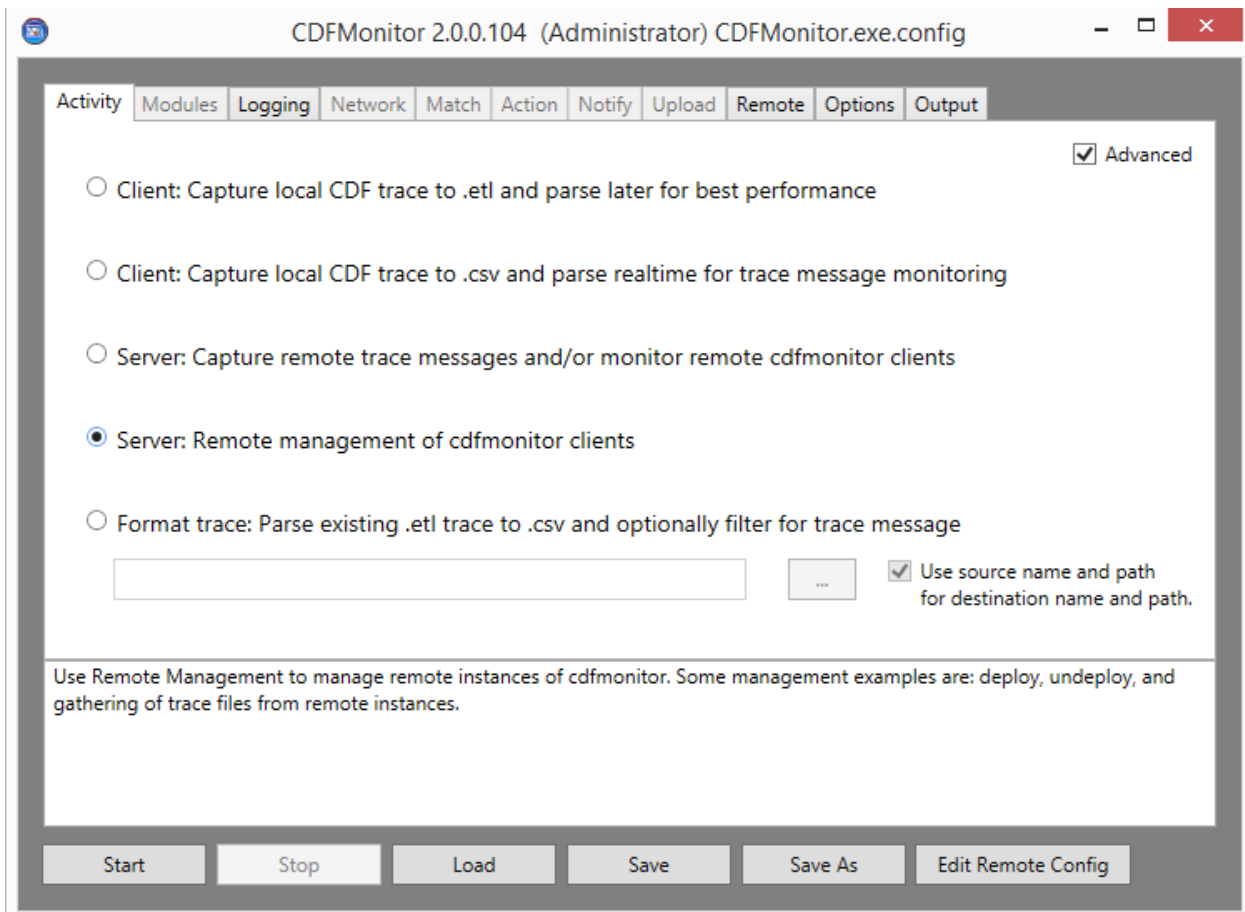 CDFMonitor 2.0.0.104 (Administrator) CDFMonitor.exe.config
Activity Modules Logging Network Match Action Notify Upload Remote Options Output
Advanced
Client: Capture local CDF trace to .etl and parse later for best performance
Client: Capture local CDF trace to .csv and parse realtime for trace message monitoring
Server: Capture remote trace messages and/or monitor remote cdfmonitor clients
Server: Remote management of cdfmonitor clients
Format trace: Parse existing .etl trace to .csv and optionally filter for trace message
...
Use source name and path
for destination name and path.
Use Remote Management to manage remote instances of cdfmonitor. Some management examples are: deploy, undeploy, and
gathering of trace files from remote instances.
Start Stop Load Save Save As Edit Remote Config